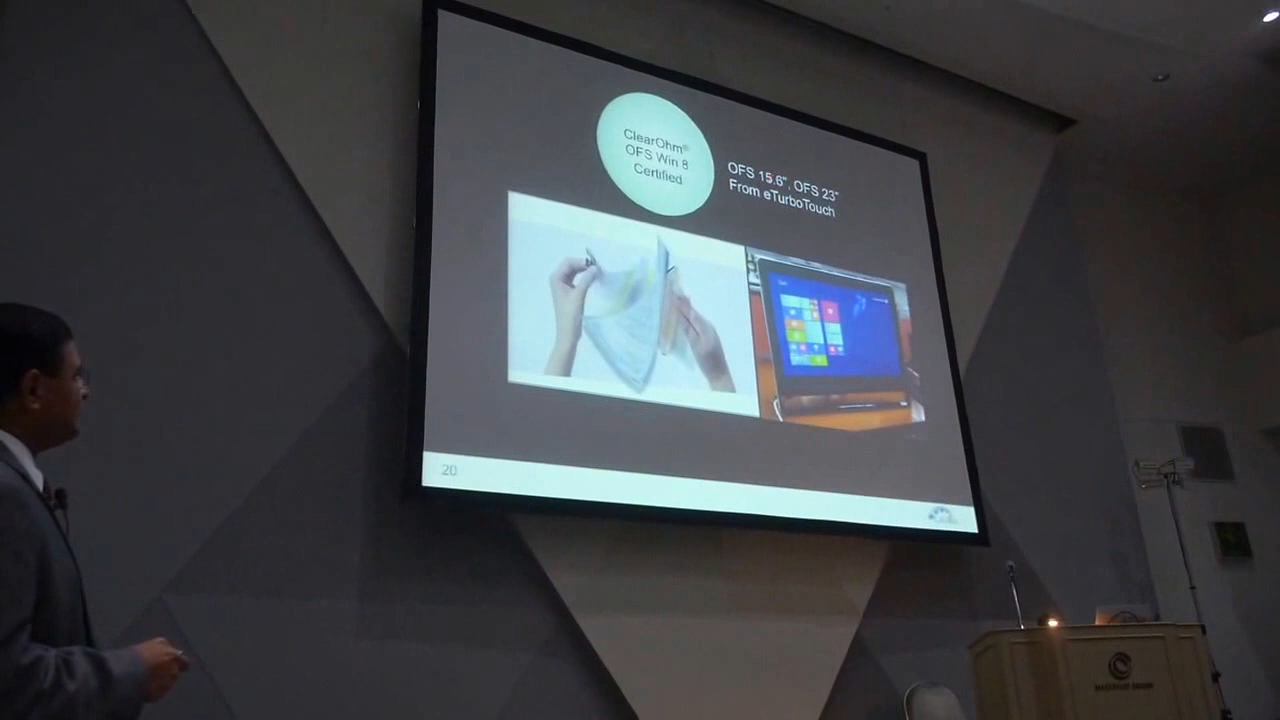 ClearOhm®
OFS Win 8
Certified
OFS 15.6", OFS 23"
From eTurboTouch
20